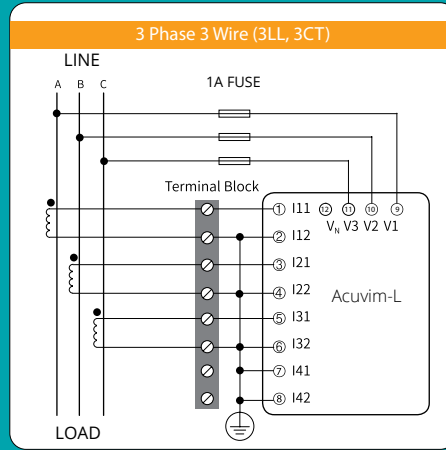 3 Phase 3 Wire (3LL, 3CT)
LINE
A B C
1A FUSE
Terminal Block
1 I11
12 11 10 9
VN V3 V2 V1
2 I12
3 I21
4 I22
Acuvim-L
5 I31
6 I32
7 I41
8 I42
LOAD